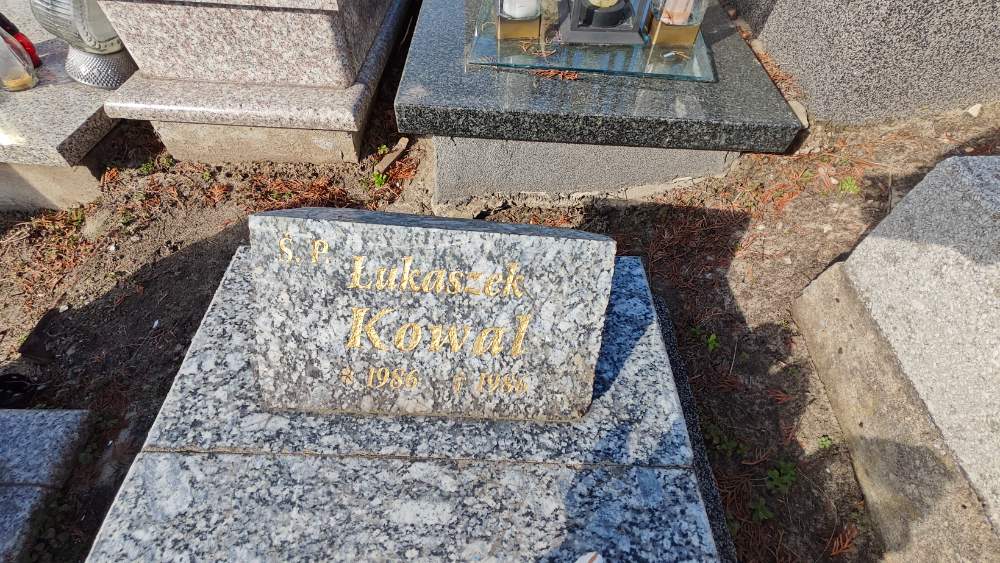 Ś. P.
Łukaszek
Kowal
* 1986 † 1986